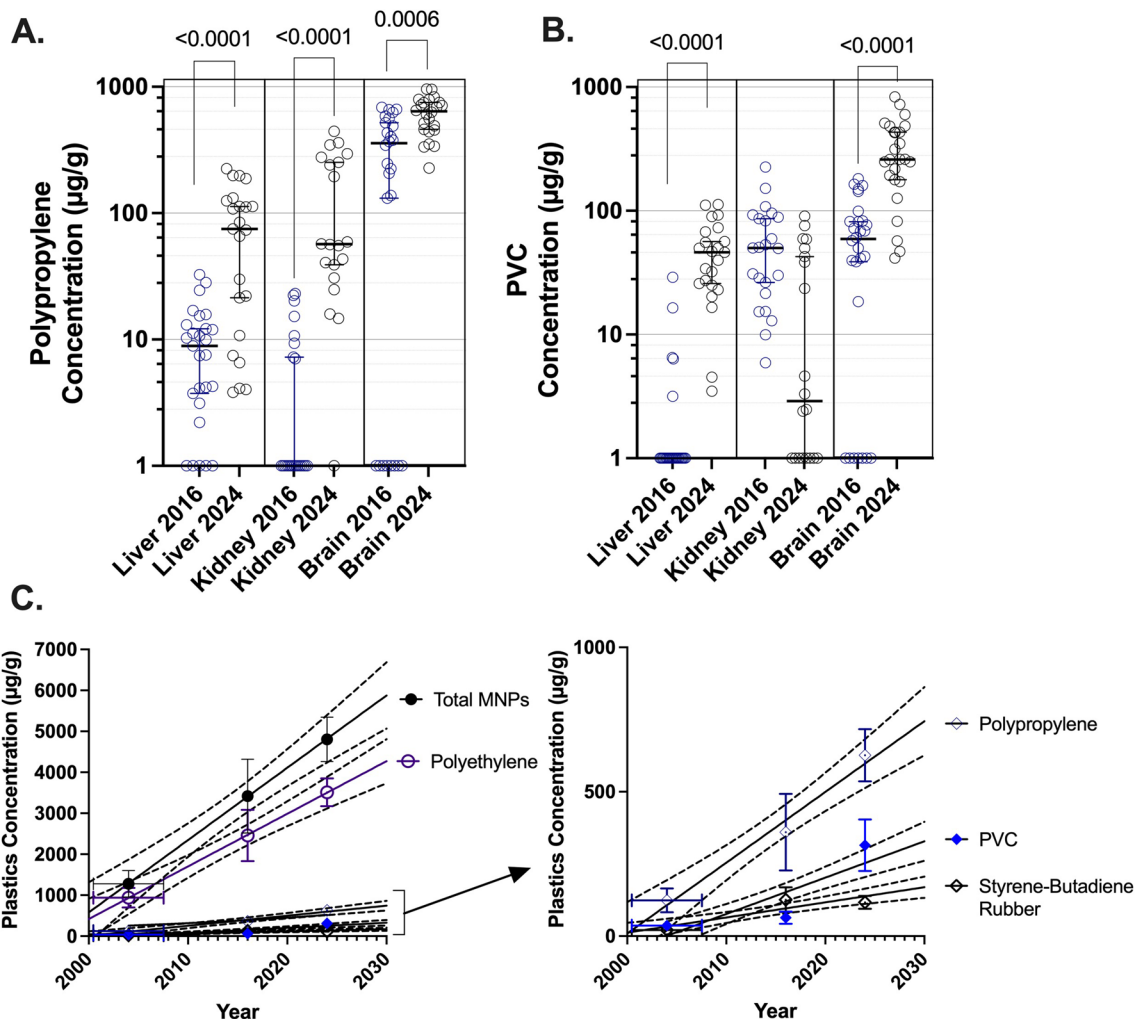 A.
<0.0001
<0.0001
0.0006
Polypropylene
Concentration (µg/g)
1000
100
10
1
Liver 2016
Liver 2024
Kidney 2016
Kidney 2024
Brain 2016
Brain 2024
B.
<0.0001
<0.0001
PVC
Concentration (µg/g)
1000
100
10
1
Liver 2016
Liver 2024
Kidney 2016
Kidney 2024
Brain 2016
Brain 2024
C.
Plastics Concentration (µg/g)
7000
6000
5000
4000
3000
2000
1000
0
2000
2010
2020
2030
Year
Total MNPs
Polyethylene
Plastics Concentration (µg/g)
1000
500
0
2000
2010
2020
2030
Year
Polypropylene
PVC
Styrene-Butadiene
Rubber